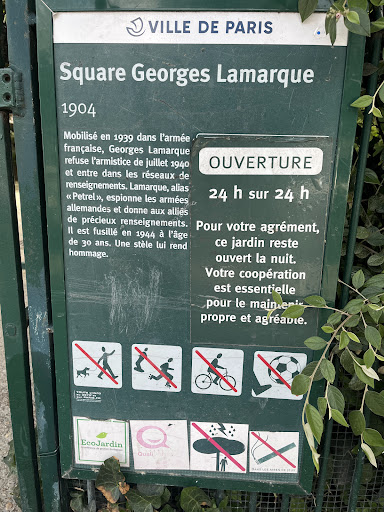 VILLE DE PARIS
Square Georges Lamarque
1904
Mobilisé en 1939 dans l'armée
française, Georges Lamarque
refuse l'armistice de juillet 1940
et entre dans les réseaux de
renseignements. Lamarque, alias
« Petrel », espionne les armées
allemandes et donne aux alliés
de précieux renseignements.
Il est fusillé en 1944 à l'âge
de 30 ans. Une stèle lui rend
hommage.
OUVERTURE
24 h sur 24 h
Pour votre agrément,
ce jardin reste
ouvert la nuit.
Votre coopération
est essentielle
pour le maintenir
propre et agréable.
EcoJardin
Quali